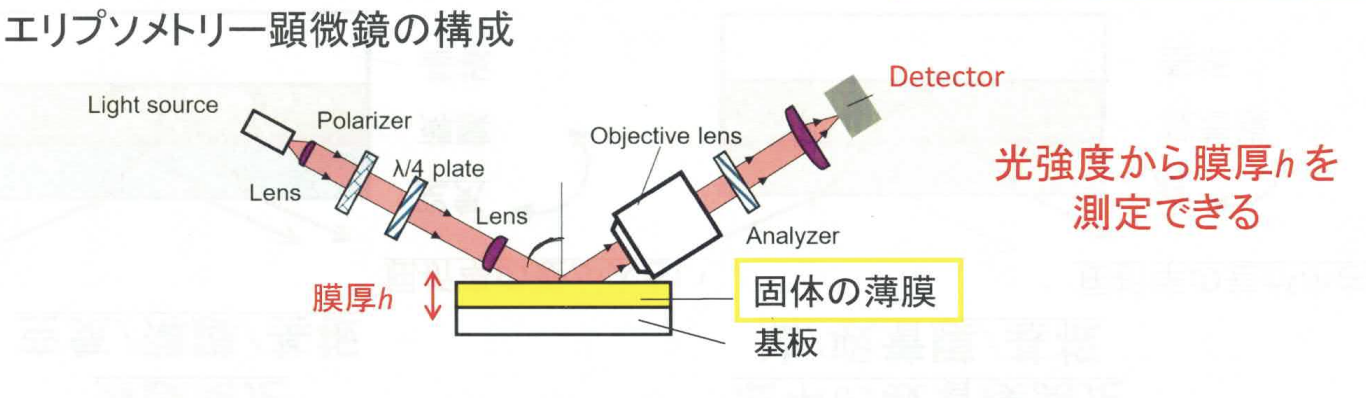 エリプソメトリー顕微鏡の構成
Light source
Polarizer
λ/4 plate
Lens
Lens
Objective lens
Detector
Analyzer
光強度から膜厚h を
測定できる
膜厚h
固体の薄膜
基板